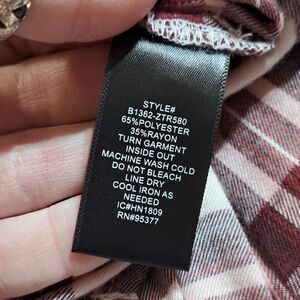 STYLE#
B1362-ZTR580
65%POLYESTER
35%RAYON
TURN GARMENT
INSIDE OUT
MACHINE WASH COLD
DO NOT BLEACH
LINE DRY
COOL IRON AS
NEEDED
IC#HN1809
RN#95377